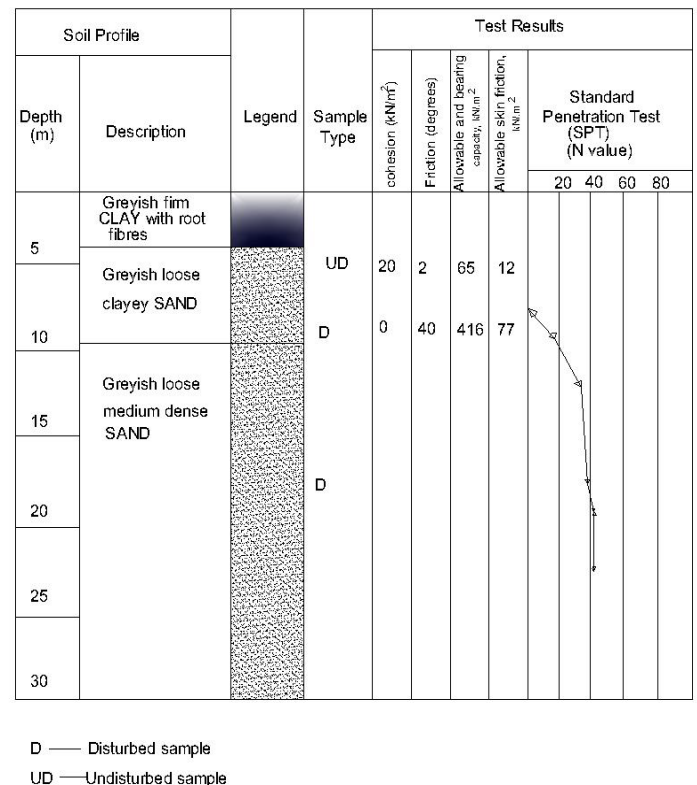 Soil Profile
Test Results
Depth
(m)
Description
Legend
Sample
Type
cohesion (kN/m²)
Friction (degrees)
Allowable and bearing
capacity, kN/.m²
Allowable skin friction,
kN/.m²
Standard
Penetration Test
(SPT)
(N value)
20 40 60 80
Greyish firm
CLAY with root
fibres
5
Greyish loose
clayey SAND
UD 20 2 65 12
10
D 0 40 416 77
Greyish loose
medium dense
SAND
15
D
20
25
30
D — Disturbed sample
UD — Undisturbed sample